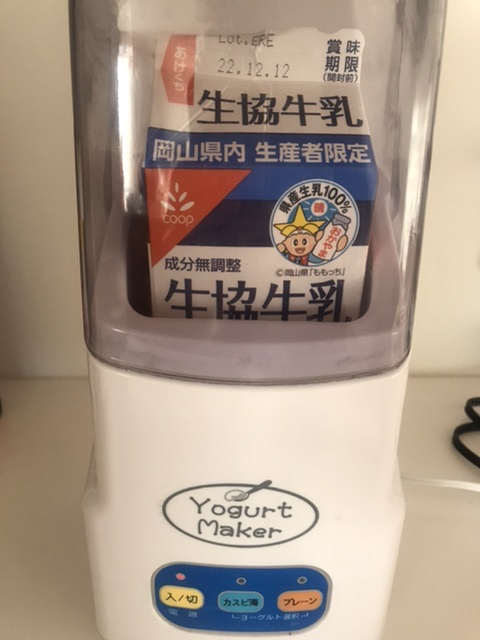 Lot.ERE
賞味
22.12.12
期限
(開封前)
あけくち
生協牛乳
岡山県内 生産者限定
coop
県産生乳100%
晴
おかやま
©岡山県「ももっち」
成分無調整
生協牛乳
Yogurt
Maker
入/切
カスピ海
プレーン
電源
ヨーグルト選択